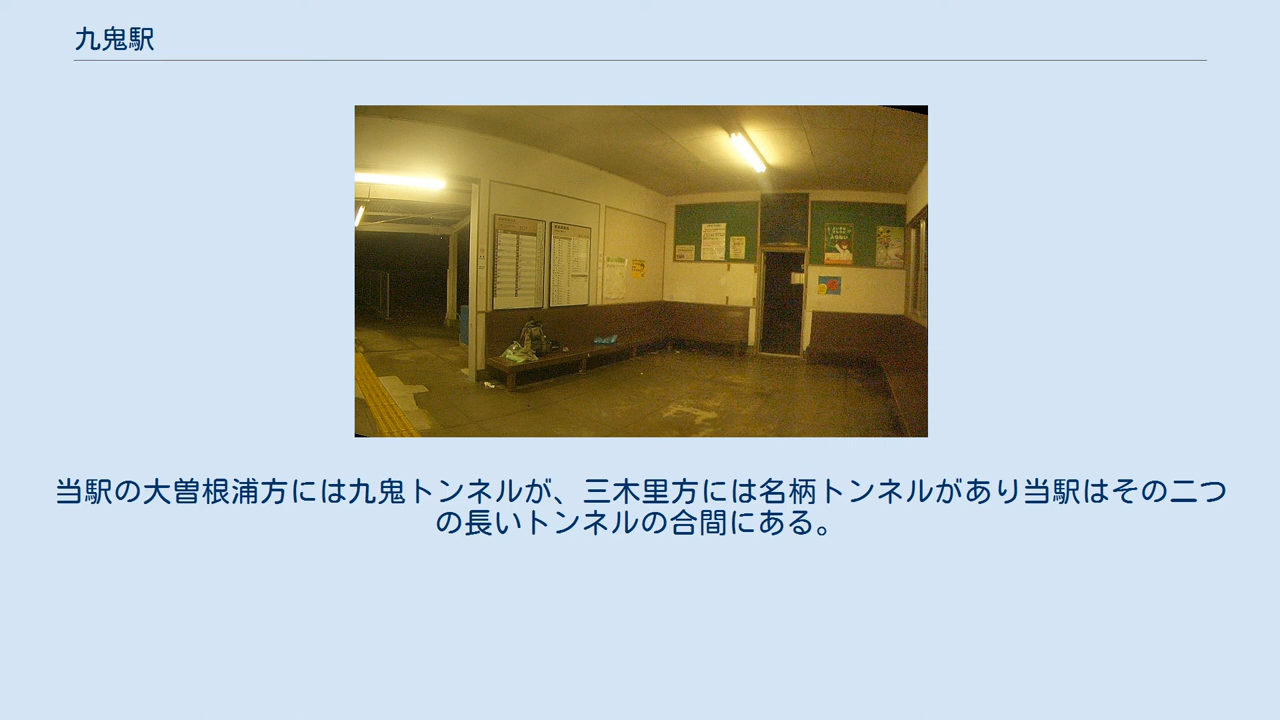 九鬼駅
当駅の大曽根浦方には九鬼トンネルが、三木里方には名柄トンネルがあり当駅はその二つ
の長いトンネルの合間にある。